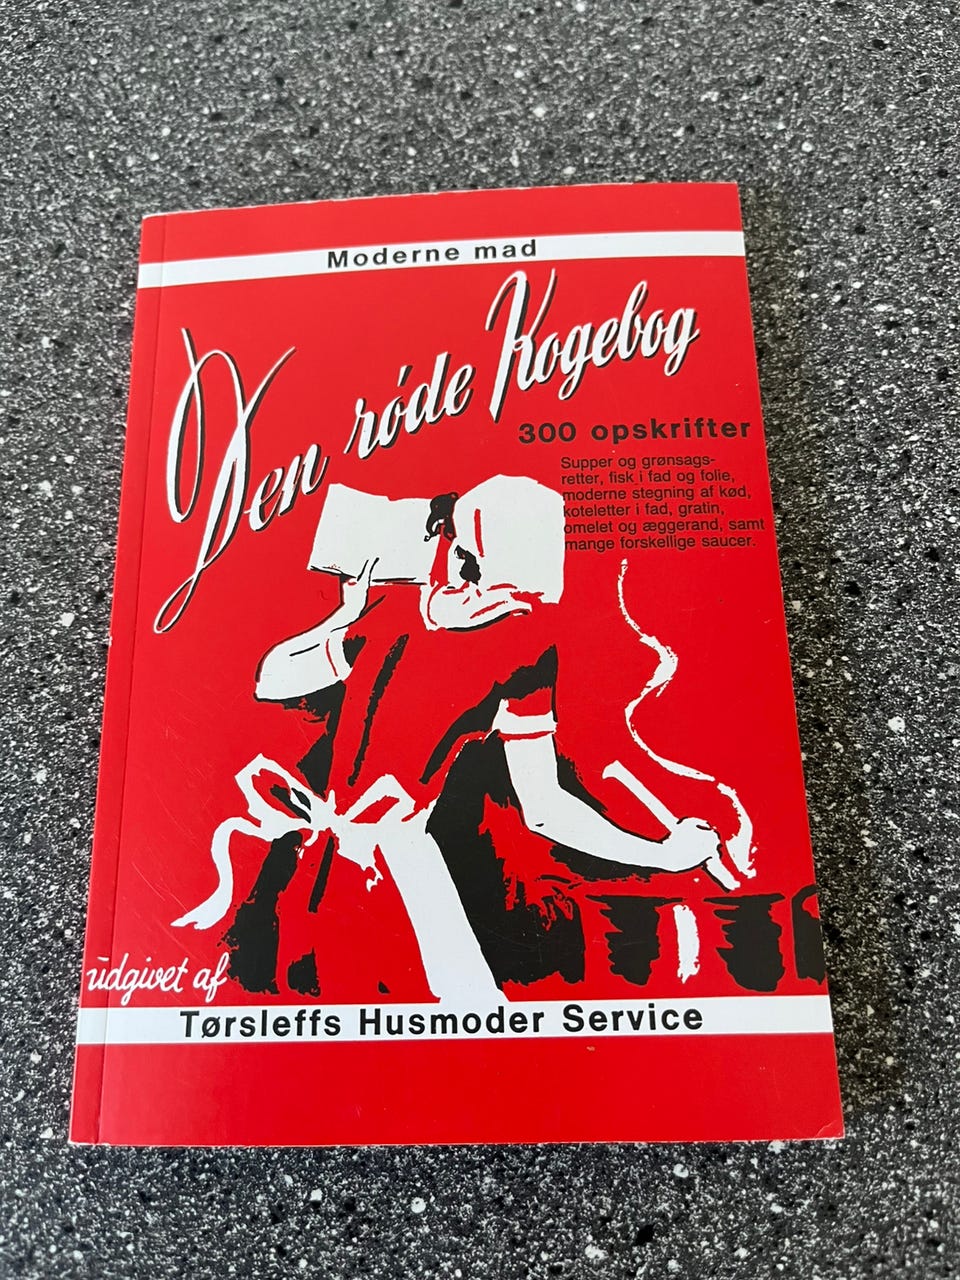 Moderne mad
Den røde Kogebog
300 opskrifter
Supper og grønsags-
retter, fisk i fad og folie,
moderne stegning af kød,
koteletter i fad, gratin,
omelet og æggerand, samt
mange forskellige saucer.
udgivet af
Tørsleffs Husmoder Service